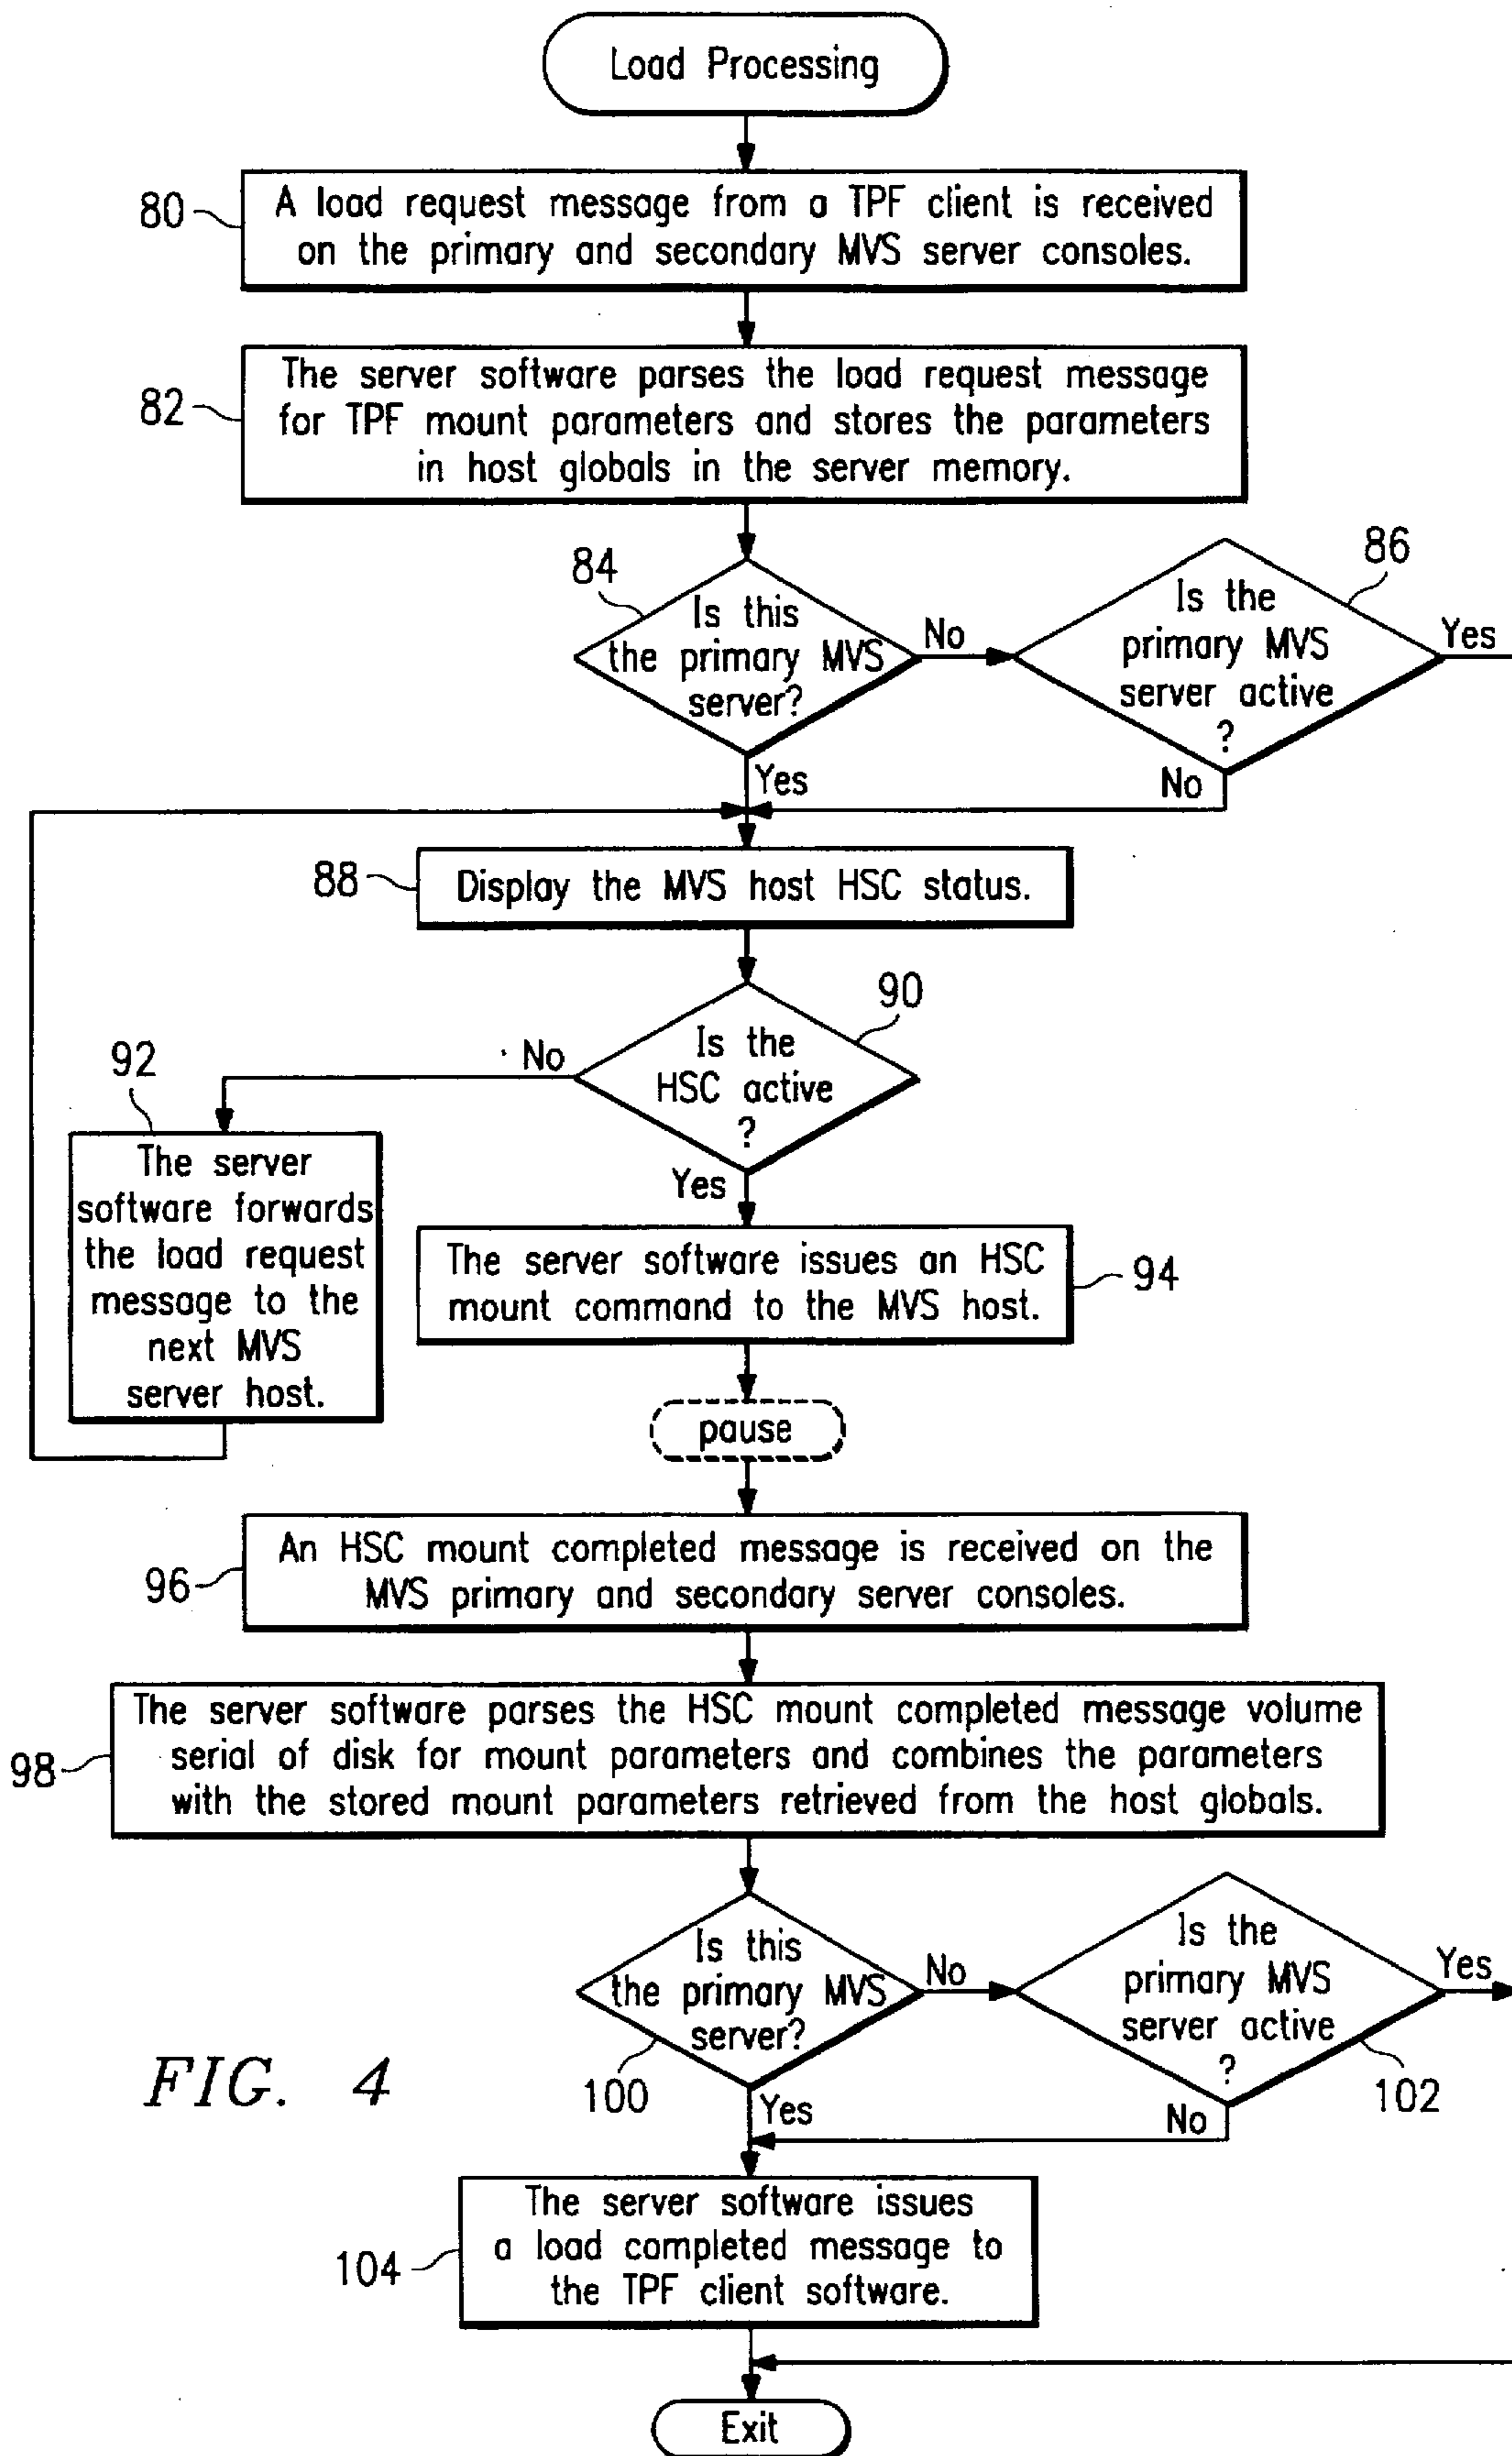 Load Processing
80
A load request message from a TPF client is received
on the primary and secondary MVS server consoles.
82
The server software parses the load request message
for TPF mount parameters and stores the parameters
in host globals in the server memory.
84
Is this
the primary MVS
server?
No
86
Is the
primary MVS
server active
?
Yes
Yes
No
88
Display the MVS host HSC status.
90
Is the
HSC active
?
No
92
The server
software forwards
the load request
message to the
next MVS
server host.
Yes
The server software issues an HSC
mount command to the MVS host.
94
pause
An HSC mount completed message is received on the
MVS primary and secondary server consoles.
96
The server software parses the HSC mount completed message volume
serial of disk for mount parameters and combines the parameters
with the stored mount parameters retrieved from the host globals.
98
Is this
the primary MVS
server?
100
No
Is the
primary MVS
server active
?
102
Yes
Yes
No
FIG. 4
The server software issues
a load completed message to
the TPF client software.
104
Exit